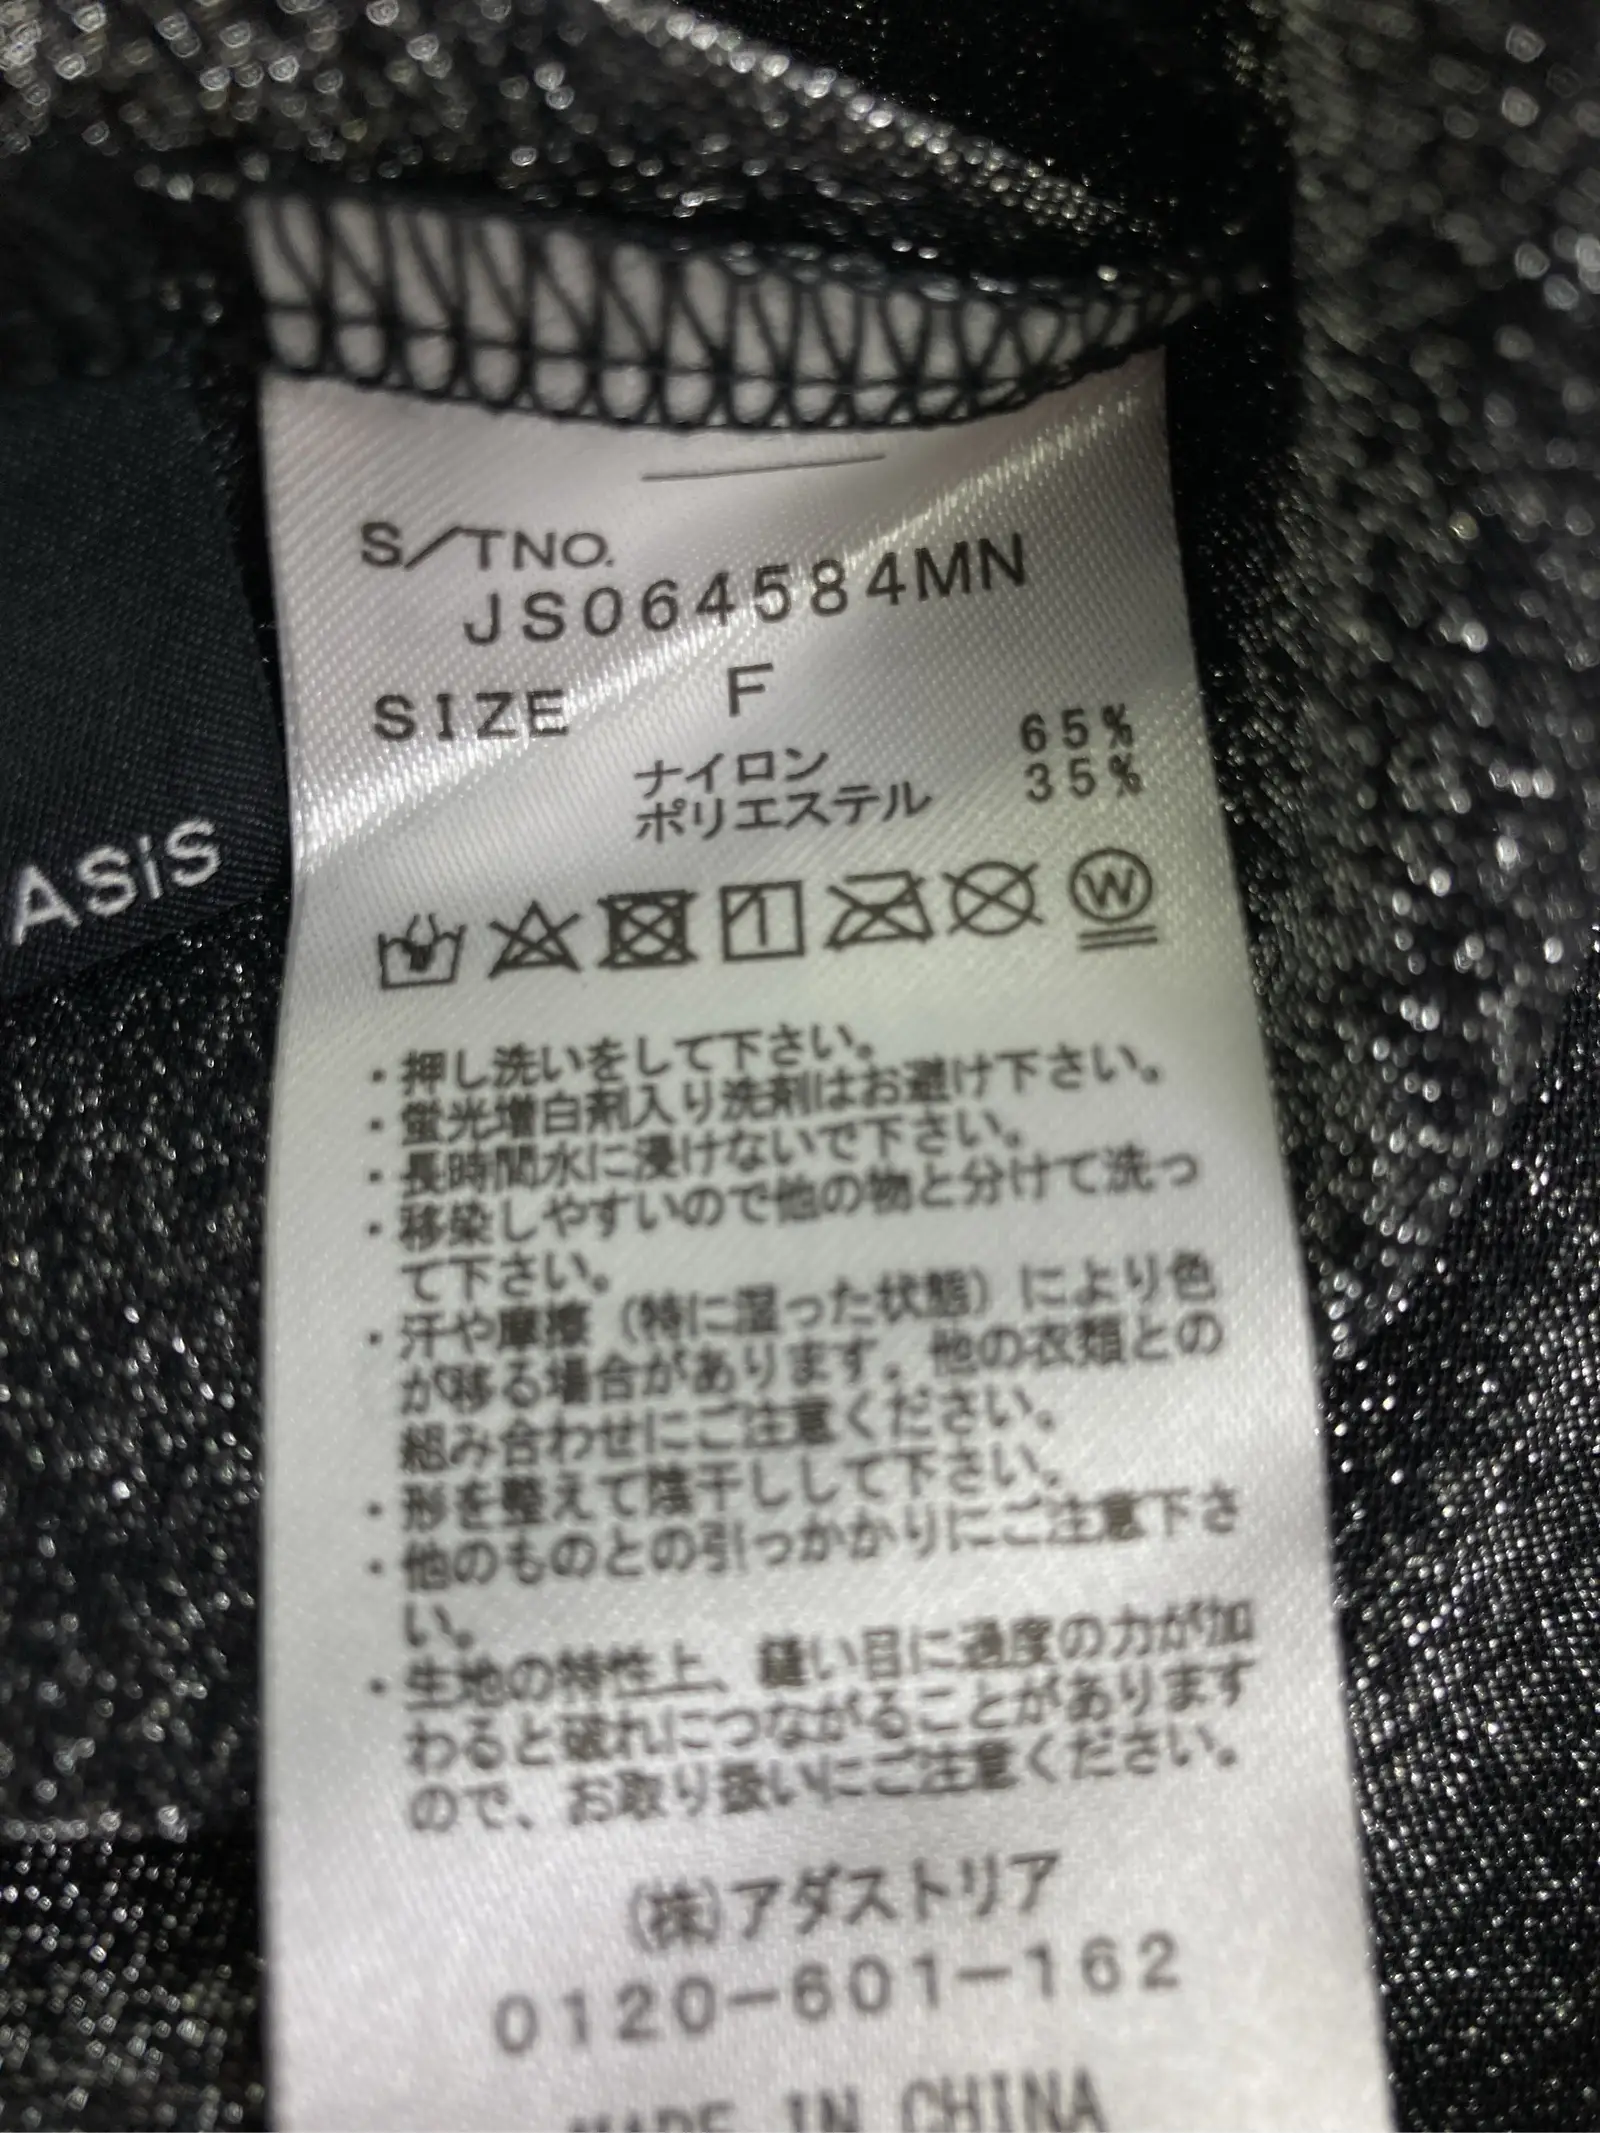 S/TNO.
JS064584MN
SIZE F
ナイロン 65%
ポリエステル 35%
Asis
W
・押し洗いをして下さい。
・蛍光増白剤入り洗剤はお避け下さい。
・長時間水に浸けないで下さい。
・移染しやすいので他の物と分けて洗っ
て下さい。
・汗や摩擦（特に湿った状態）により色
が移る場合があります。他の衣類との
組み合わせにご注意ください。
・形を整えて陰干しして下さい。
・他のものとの引っかかりにご注意下さ
い。
・生地の特性上、縫い目に過度の力が加
わると破れにつながることがあります
ので、お取り扱いにご注意ください。
(株)アダストリア
0120-601-162
MADE IN CHINA